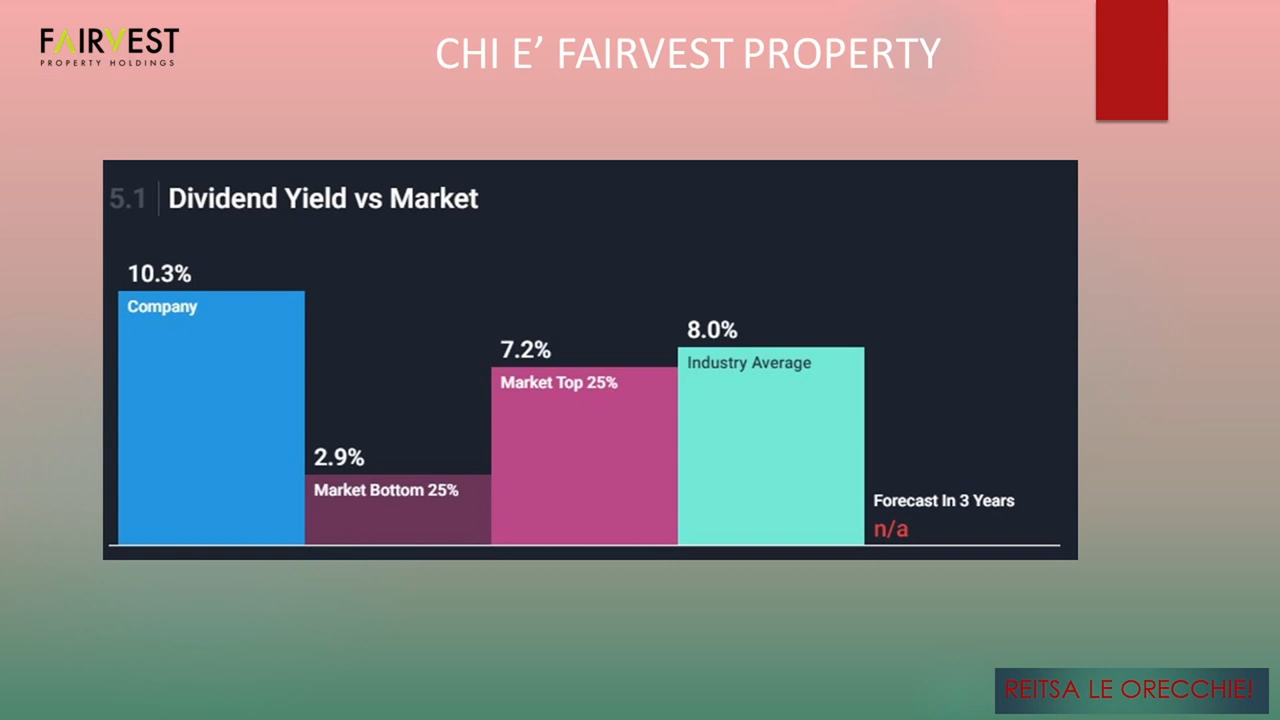 FAIRVEST
PROPERTY HOLDINGS
CHI E’ FAIRVEST PROPERTY
5.1 Dividend Yield vs Market
10.3%
Company
2.9%
Market Bottom 25%
7.2%
Market Top 25%
8.0%
Industry Average
Forecast In 3 Years
n/a
REITSA LE ORECCHIE!